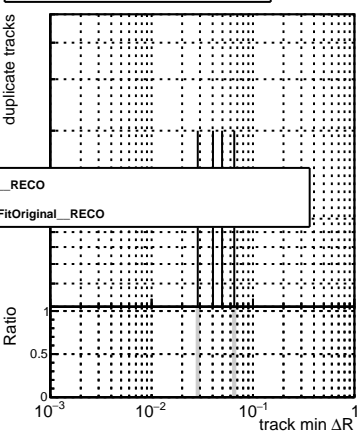 duplicate tracks
__RECO
FitOriginal__RECO
Ratio
1
0.5
0
10⁻³ 10⁻² 10⁻¹ 1
track min ΔR